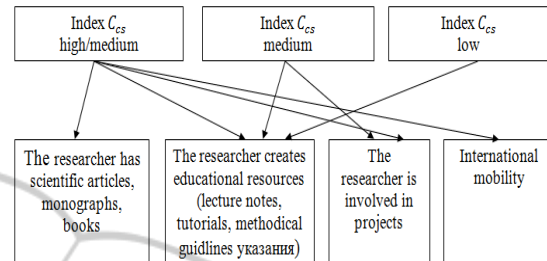 Index C_cs
high/medium
Index C_cs
medium
Index C_cs
low
The researcher has
scientific articles,
monographs,
books
The researcher creates
educational resources
(lecture notes,
tutorials, methodical
guidlines указания)
The
researcher is
involved in
projects
International
mobility